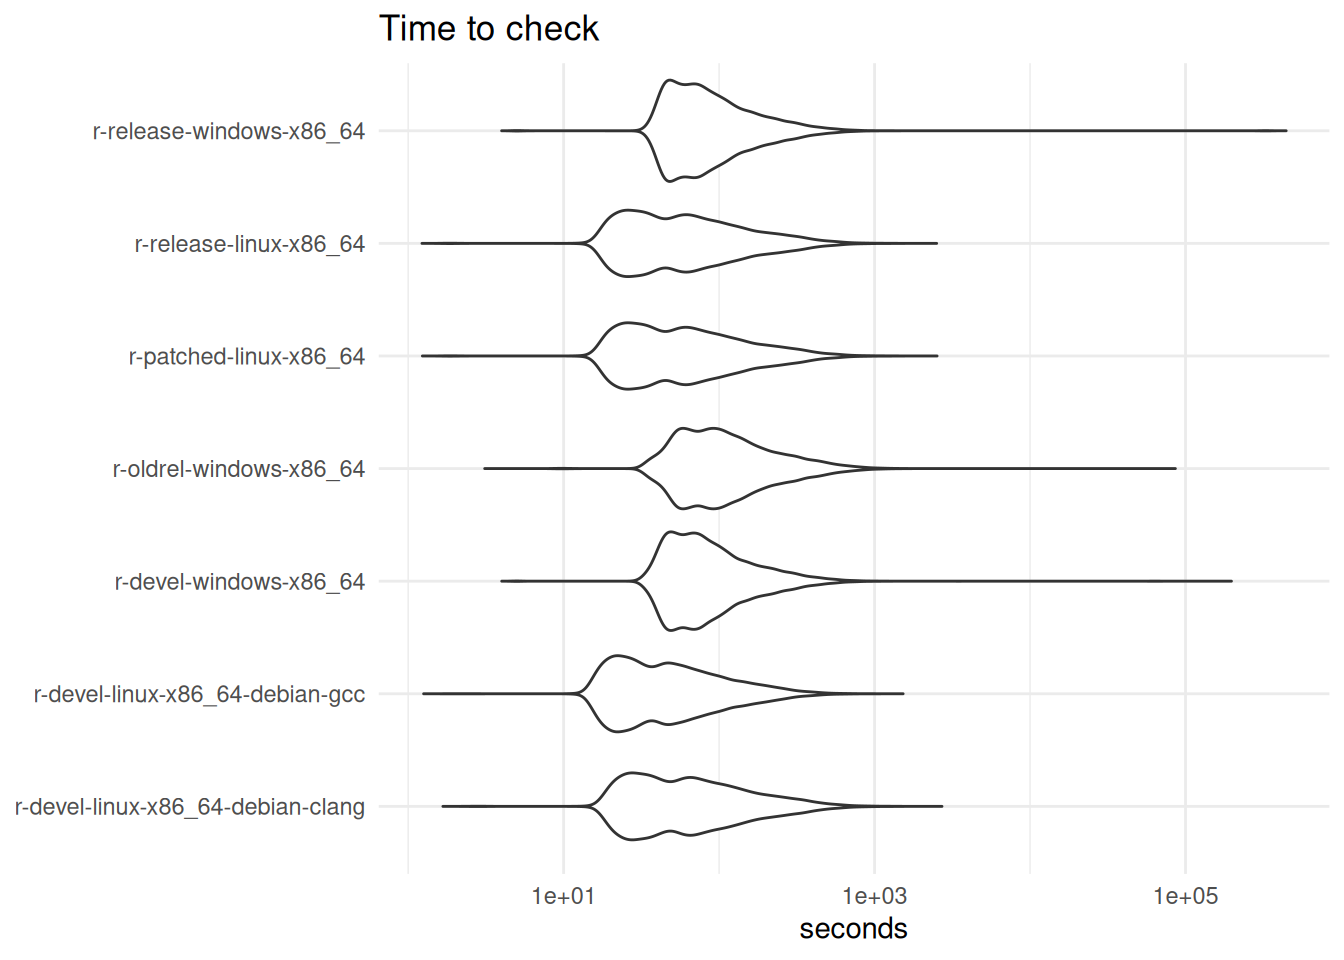 Time to check
r-release-windows-x86_64
r-release-linux-x86_64
r-patched-linux-x86_64
r-oldrel-windows-x86_64
r-devel-windows-x86_64
r-devel-linux-x86_64-debian-gcc
r-devel-linux-x86_64-debian-clang
1e+01 1e+03 1e+05
seconds